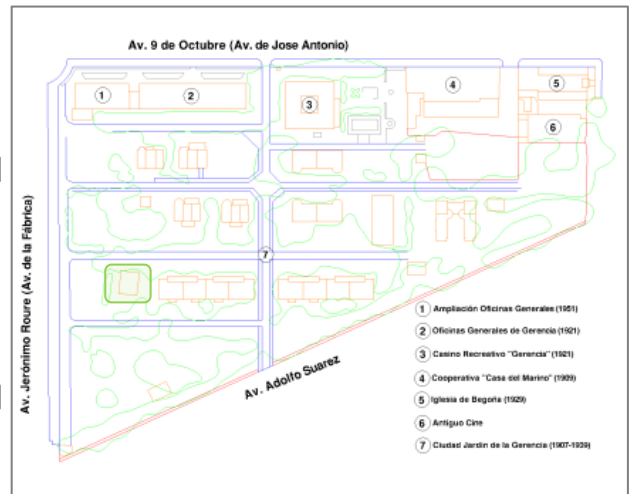 Av. 9 de Octubre (Av. de Jose Antonio)
1
2
3
4
5
6
7
Av. Jerónimo Roure (Av. de la Fábrica)
Av. Adolfo Suarez
1 Ampliación Oficinas Generales (1951)
2 Oficinas Generales de Gerencia (1921)
3 Casino Recreativo "Gerencia" (1921)
4 Cooperativa "Casa del Marino" (1909)
5 Iglesia de Begoña (1929)
6 Antiguo Cine
7 Ciudad Jardin de la Gerencia (1907-1939)